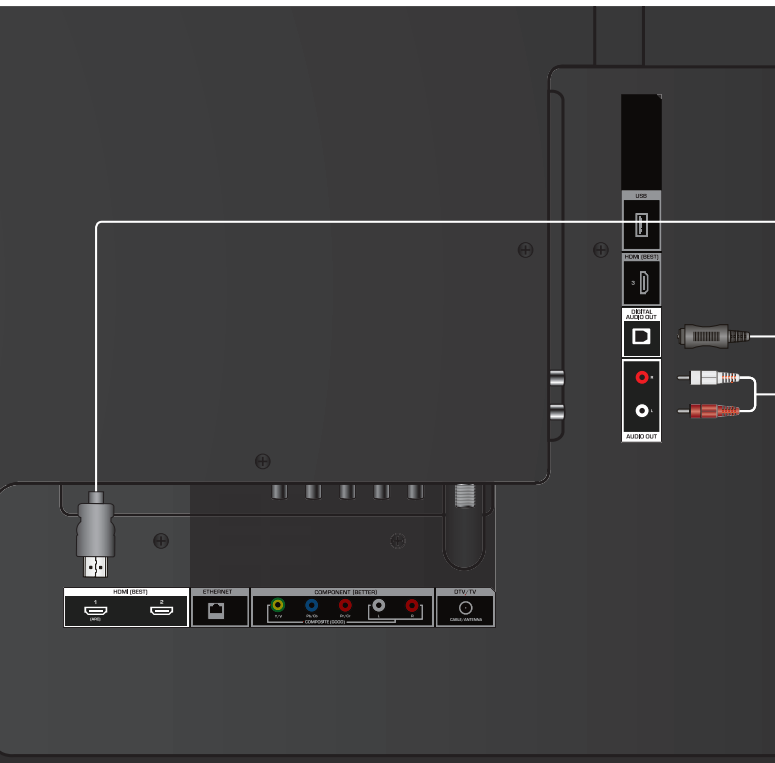 USB
HDMI (BEST)
3
DIGITAL
AUDIO OUT
R
L
AUDIO OUT
HDMI (BEST)
1
2
(ARC)
ETHERNET
COMPONENT (BETTER)
Y/V
Pb/Cb
Pr/Cr
L
R
COMPOSITE (GOOD)
DTV/TV
CABLE/ANTENNA